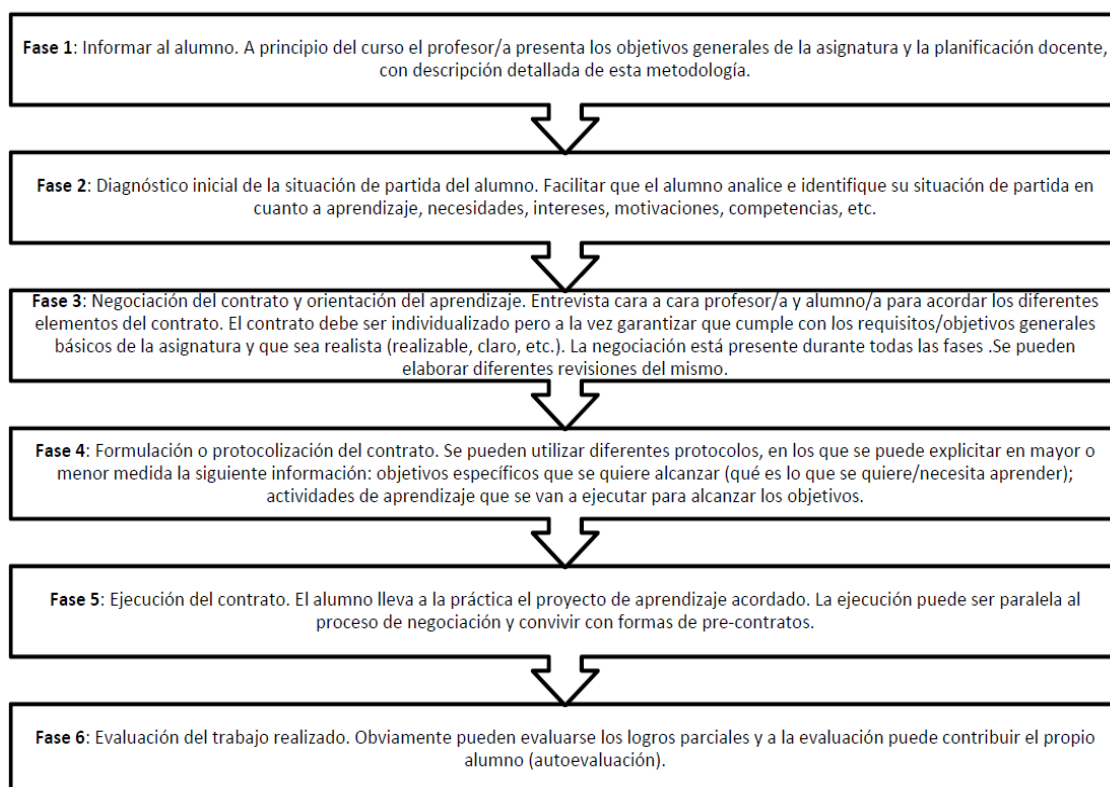 Fase 1: Informar al alumno. A principio del curso el profesor/a presenta los objetivos generales de la asignatura y la planificación docente,
con descripción detallada de esta metodología.
Fase 2: Diagnóstico inicial de la situación de partida del alumno. Facilitar que el alumno analice e identifique su situación de partida en
cuanto a aprendizaje, necesidades, intereses, motivaciones, competencias, etc.
Fase 3: Negociación del contrato y orientación del aprendizaje. Entrevista cara a cara profesor/a y alumno/a para acordar los diferentes
elementos del contrato. El contrato debe ser individualizado pero a la vez garantizar que cumple con los requisitos/objetivos generales
básicos de la asignatura y que sea realista (realizable, claro, etc.). La negociación está presente durante todas las fases .Se pueden
elaborar diferentes revisiones del mismo.
Fase 4: Formulación o protocolización del contrato. Se pueden utilizar diferentes protocolos, en los que se puede explicitar en mayor o
menor medida la siguiente información: objetivos específicos que se quiere alcanzar (qué es lo que se quiere/necesita aprender);
actividades de aprendizaje que se van a ejecutar para alcanzar los objetivos.
Fase 5: Ejecución del contrato. El alumno lleva a la práctica el proyecto de aprendizaje acordado. La ejecución puede ser paralela al
proceso de negociación y convivir con formas de pre-contratos.
Fase 6: Evaluación del trabajo realizado. Obviamente pueden evaluarse los logros parciales y a la evaluación puede contribuir el propio
alumno (autoevaluación).